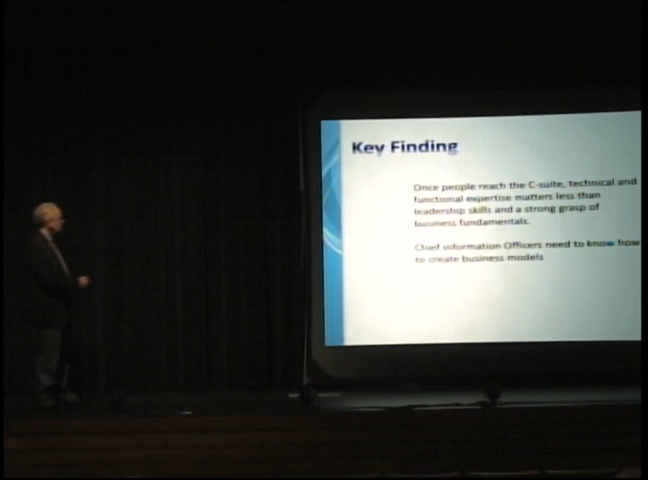 Key Finding
Once people reach the C-suite, technical and
functional expertise matters less than
leadership skills and a strong grasp of
business fundamentals.
Chief Information Officers need to know how
to create business models